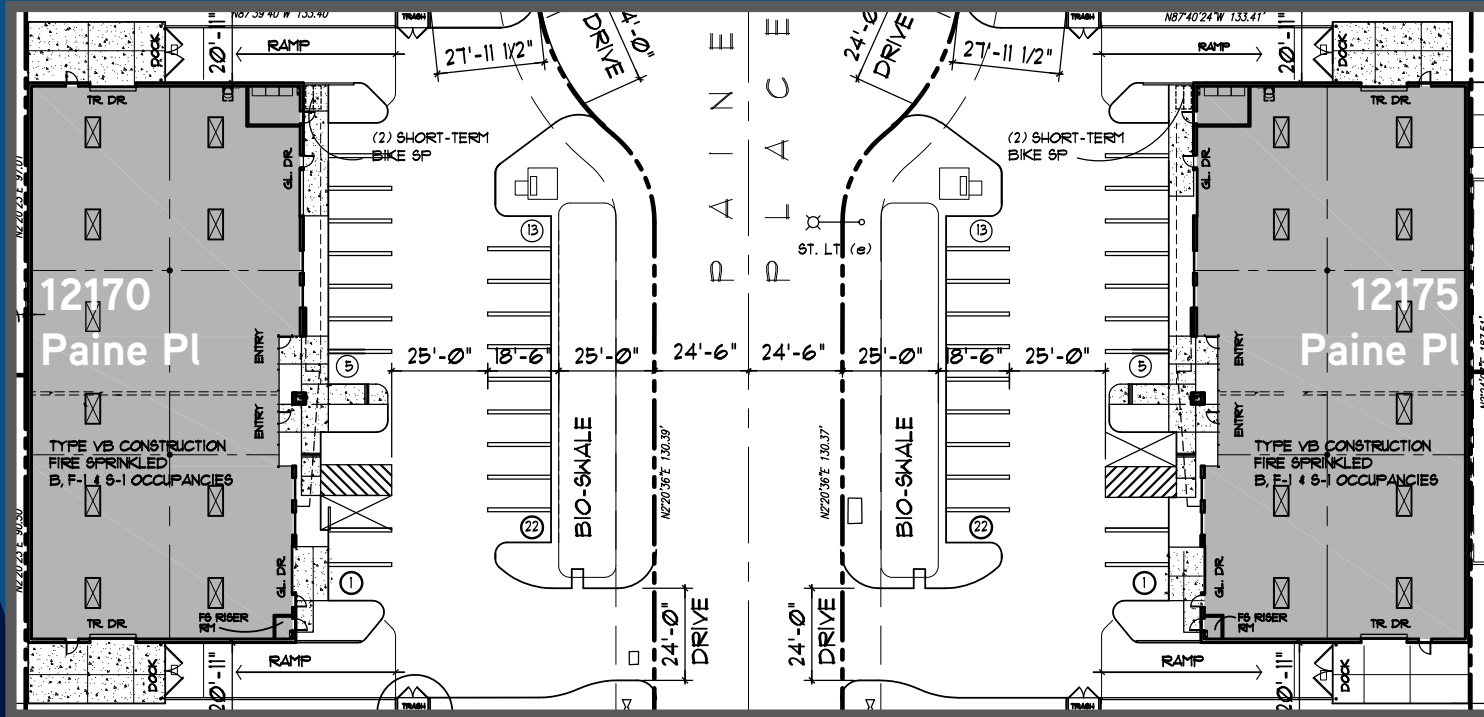 N87°39'40"W 133.40'
TRASH
TRASH
N87°40'24"W 133.41'
DOCK
20'-11"
RAMP
27'-11 1/2"
DRIVE
24'-0"
DRIVE
27'-11 1/2"
RAMP
20'-11"
DOCK
TR. DR.
TR. DR.
PAINE
PLACE
(2) SHORT-TERM
BIKE SP
(2) SHORT-TERM
BIKE SP
GL. DR.
GL. DR.
13
13
ST. LT. (e)
12170
Paine Pl
12175
Paine Pl
ENTRY
ENTRY
5
25'-0"
18'-6"
25'-0"
24'-6"
24'-6"
25'-0"
18'-6"
25'-0"
5
ENTRY
ENTRY
TYPE VB CONSTRUCTION
FIRE SPRINKLED
B, F-1 & S-1 OCCUPANCIES
BIO-SWALE
N2°20'36"E 130.39'
N2°20'36"E 130.37'
BIO-SWALE
TYPE VB CONSTRUCTION
FIRE SPRINKLED
B, F-1 & S-1 OCCUPANCIES
22
22
GL. DR.
1
1
GL. DR.
FS RISER
FS RISER
TR. DR.
TR. DR.
24'-0"
DRIVE
24'-0"
DRIVE
DOCK
20'-11"
RAMP
RAMP
20'-11"
DOCK
TRASH
TRASH